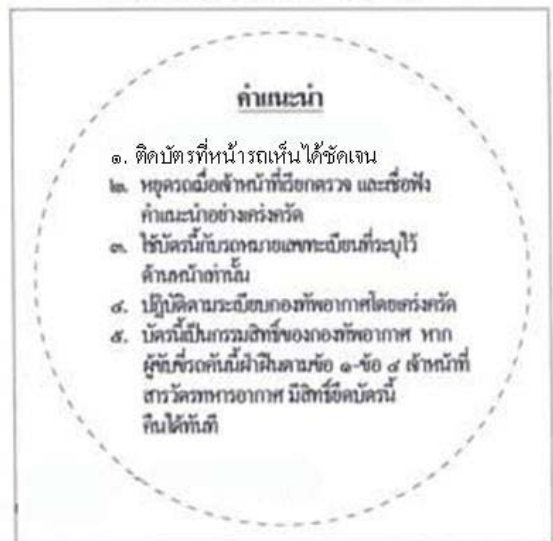 คำแนะนำ
๑. ติดบัตรที่หน้ารถเห็นได้ชัดเจน
๒. หยุดรถเมื่อเจ้าหน้าที่เรียกตรวจ และเชื่อฟัง
คำแนะนำอย่างเคร่งครัด
๓. ใช้บัตรนี้กับรถหมายเลขทะเบียนที่ระบุไว้
ด้านหน้าเท่านั้น
๔. ปฏิบัติตามระเบียบกองทัพอากาศโดยเคร่งครัด
๕. บัตรนี้เป็นกรรมสิทธิ์ของกองทัพอากาศ หาก
ผู้ขับขี่รถคันนี้ฝ่าฝืนตามข้อ ๑-ข้อ ๔ เจ้าหน้าที่
สารวัตรทหารอากาศ มีสิทธิ์ยึดบัตรนี้
คืนได้ทันที